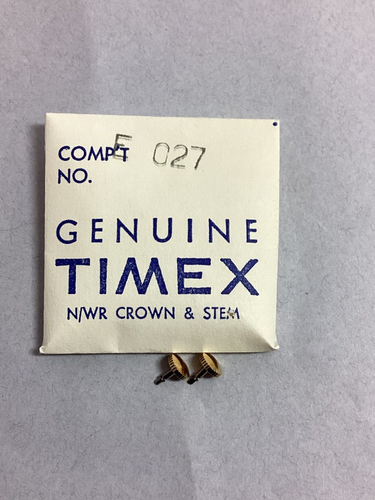 COMP'T E 027
NO.
GENUINE
TIMEX
N/WR CROWN & STEM